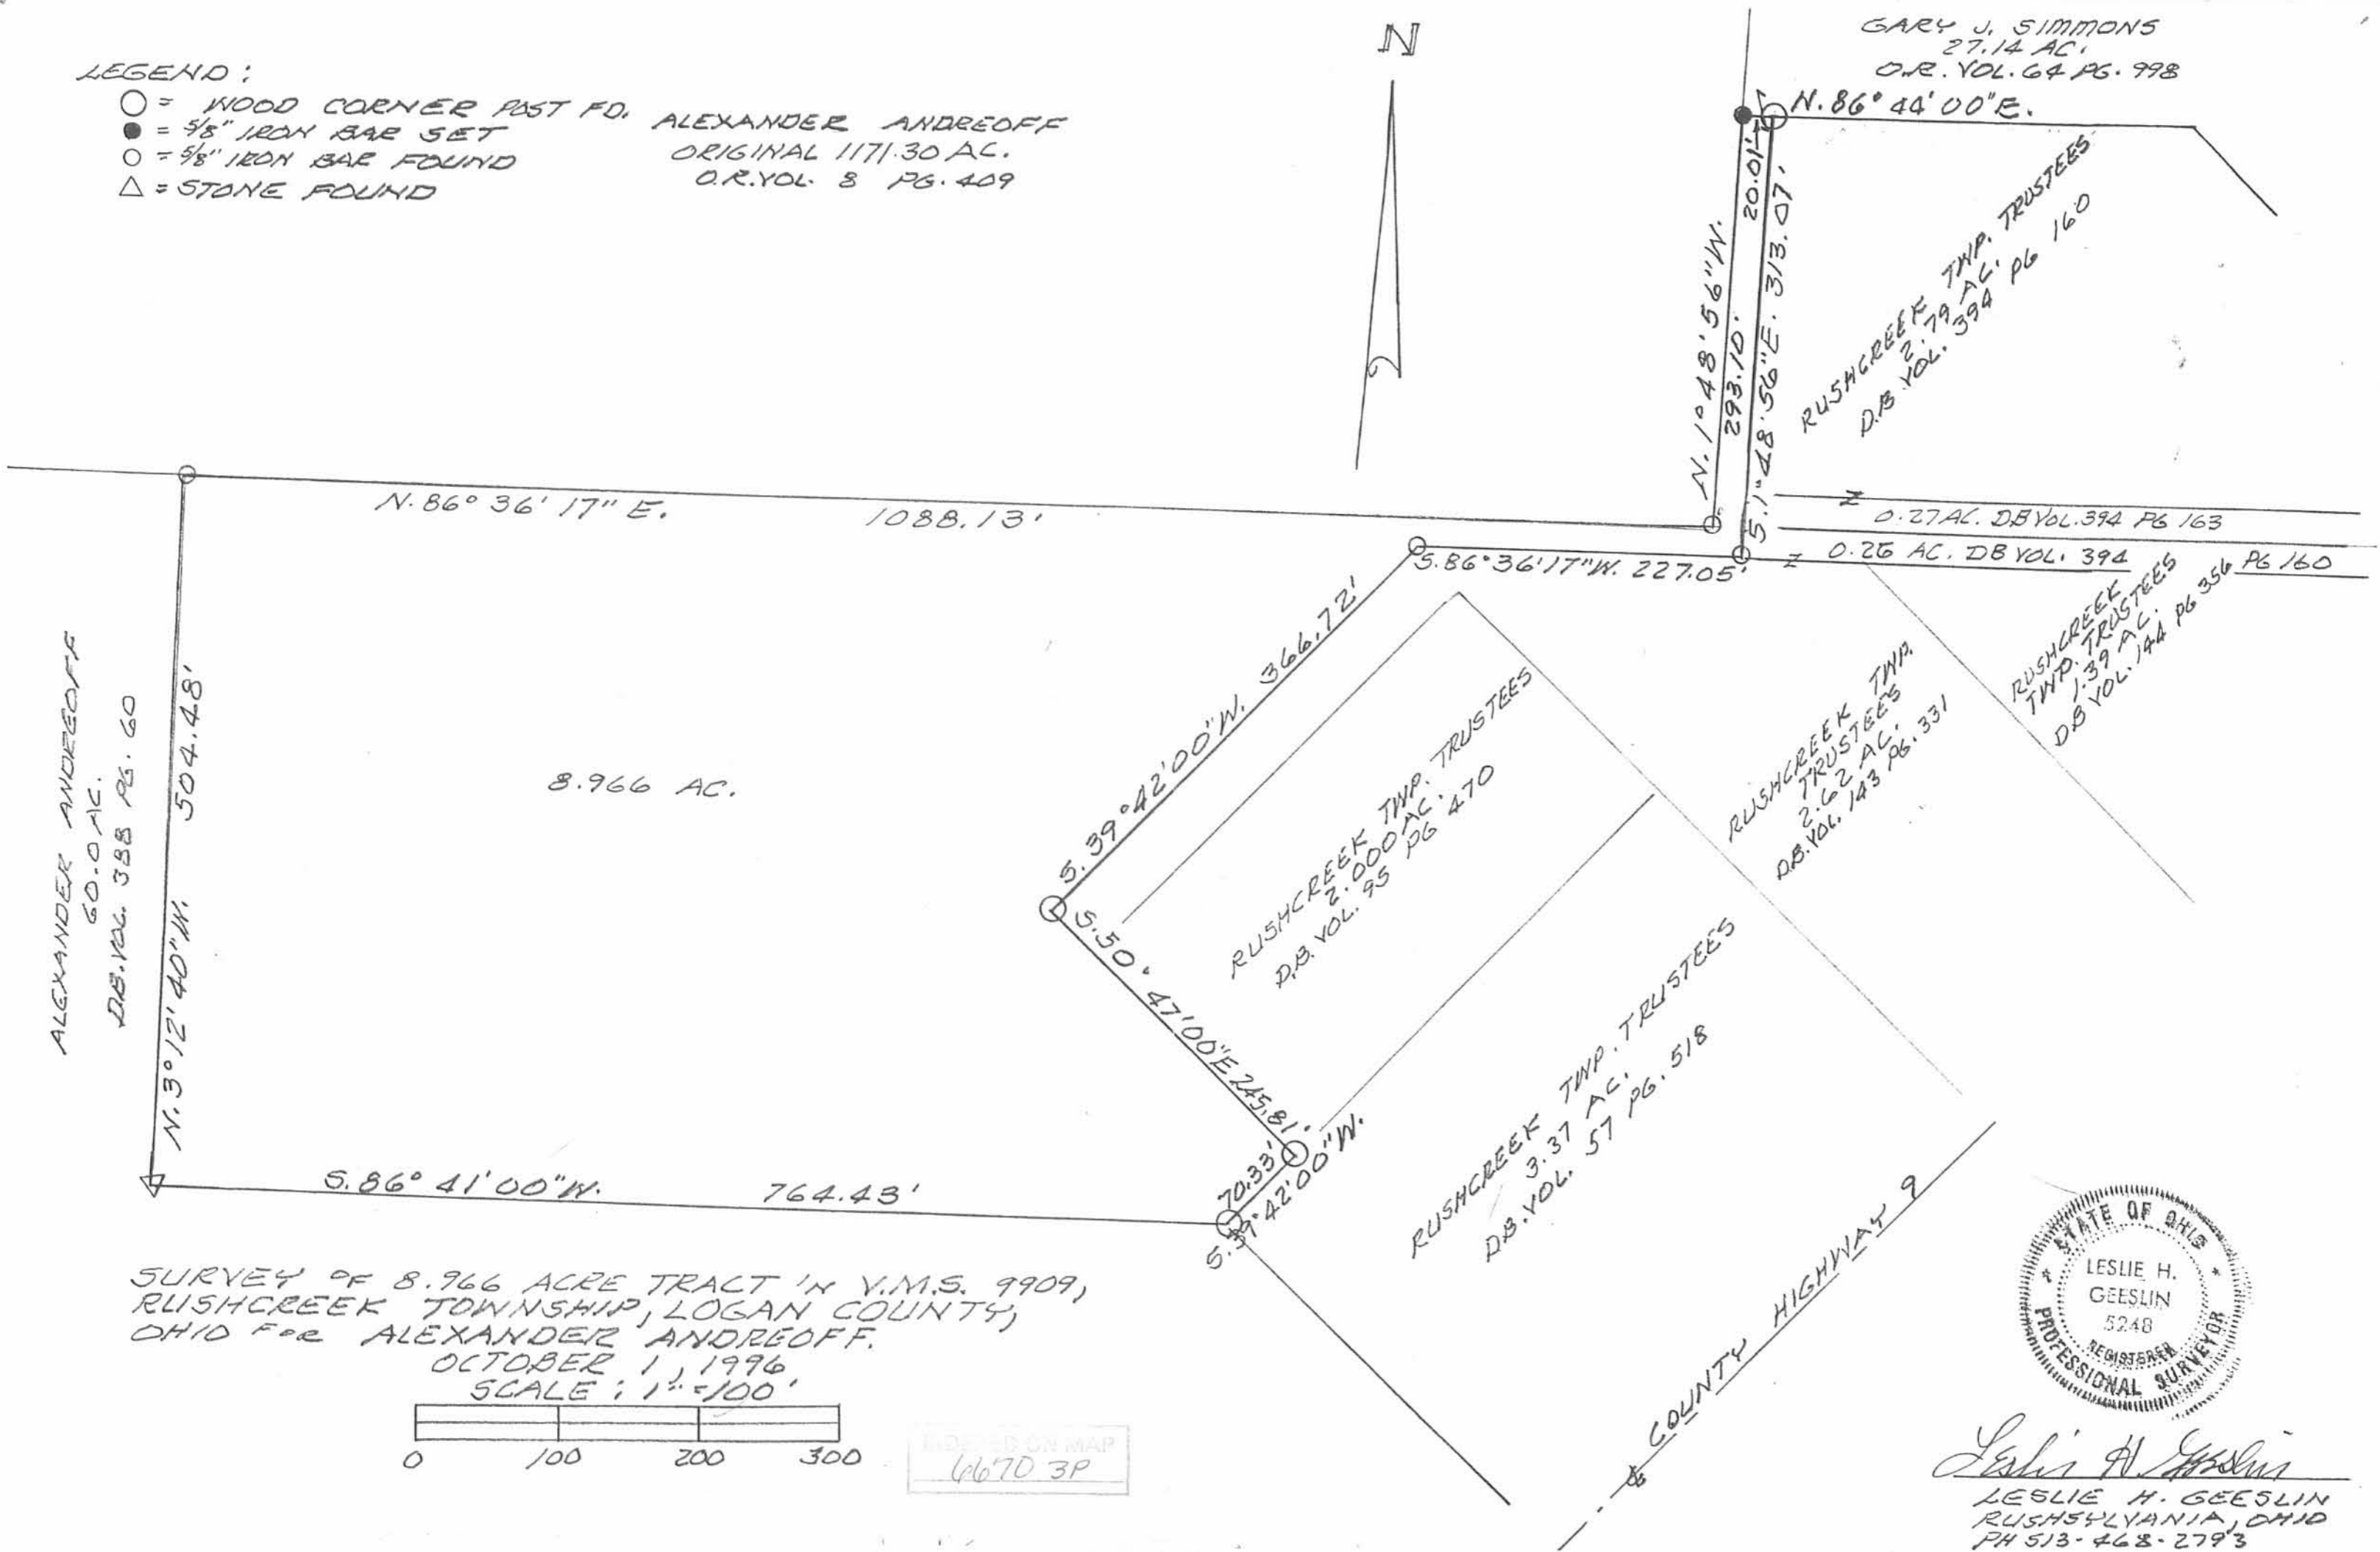 N
GARY J. SIMMONS
27.14 AC.
O.R. VOL. 64 PG. 998
LEGEND:
○ = WOOD CORNER POST FD.
● = 5/8" IRON BAR SET
○ = 5/8" IRON BAR FOUND
△ = STONE FOUND
ALEXANDER ANDREOFF
ORIGINAL 1171.30 AC.
O.R. VOL. 8 PG. 409
N. 86° 44' 00" E.
20.01'
N. 1° 48' 56" W.
293.10'
S. 1° 48' 56" E. 313.07'
RUSHCREEK TWP. TRUSTEES
2.79 AC.
D.B. VOL. 394 PG 160
N. 86° 36' 17" E. 1088.13'
Z
0.27 AC. DB VOL. 394 PG 163
Z
0.26 AC. DB VOL. 394 PG 160
S. 86° 36' 17" W. 227.05'
RUSHCREEK
TWP. TRUSTEES
1.39 AC.
D.B VOL. 144 PG 356
RUSHCREEK TWP.
TRUSTEES
2.62 AC.
D.B. VOL. 143 PG. 331
S. 39° 42' 00" W. 366.72'
RUSHCREEK TWP. TRUSTEES
2.000 AC.
D.B. VOL. 95 PG 470
ALEXANDER ANDREOFF
60.0 AC.
D.B. VOL. 388 PG. 60
N. 3° 12' 40" W. 504.48'
8.966 AC.
S. 50° 47' 00" E 245.81'
RUSHCREEK TWP. TRUSTEES
3.37 AC.
D.B. VOL. 57 PG. 518
70.33'
S. 39° 42' 00" W.
S. 86° 41' 00" W. 764.43'
COUNTY HIGHWAY 9
SURVEY OF 8.966 ACRE TRACT IN V.M.S. 9909,
RUSHCREEK TOWNSHIP, LOGAN COUNTY,
OHIO FOR ALEXANDER ANDREOFF.
OCTOBER 1, 1996
SCALE: 1" = 100'
0 100 200 300
INDEXED ON MAP
6670 3P
STATE OF OHIO
LESLIE H.
GEESLIN
5248
REGISTERED
PROFESSIONAL SURVEYOR
Leslie H. Geeslin
LESLIE H. GEESLIN
RUSHSYLVANIA, OHIO
PH 513-468-2793